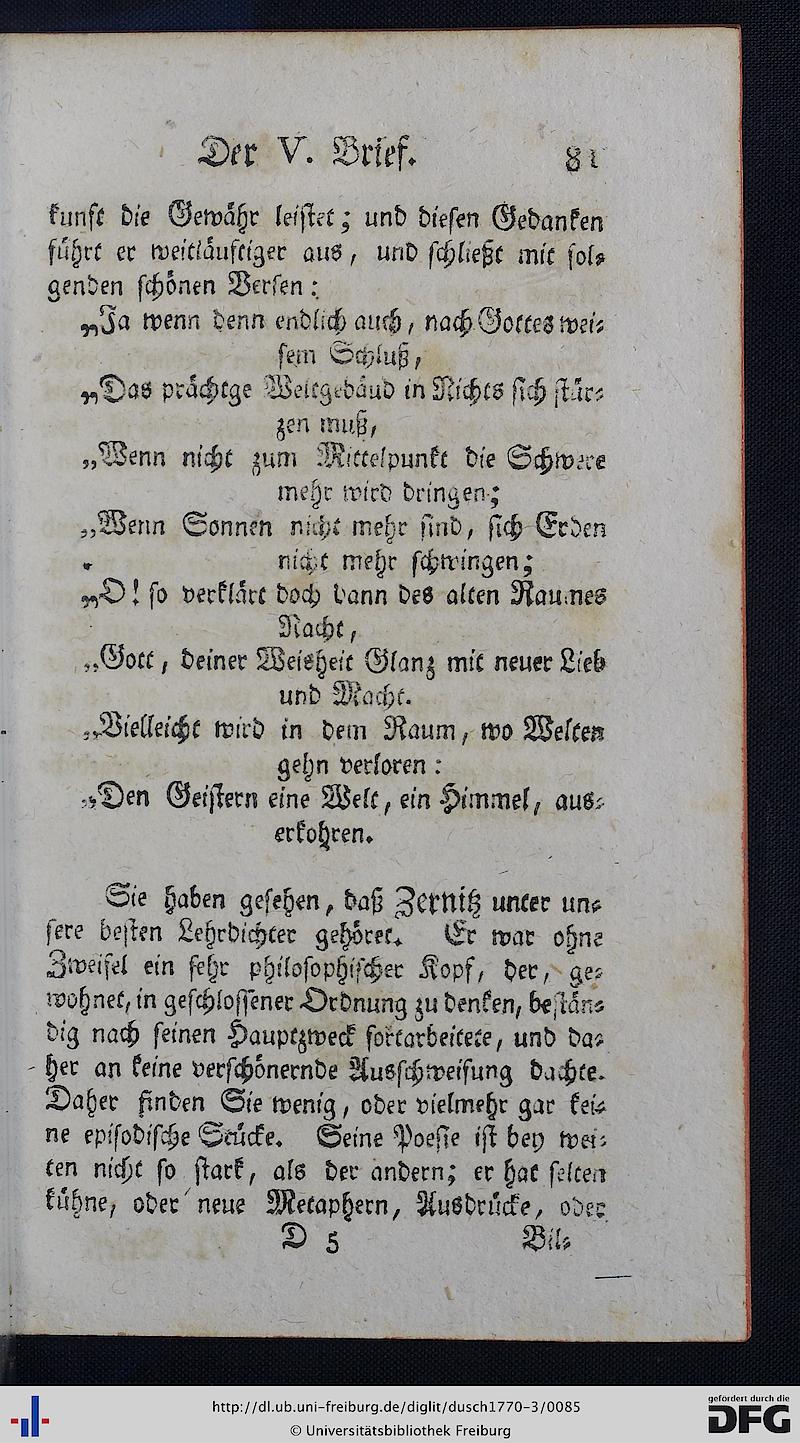 Der V. Brief. 81
kunft die Gewähr leistet; und diesen Gedanken
führt er weitläuftiger aus, und schließt mit fol-
genden schönen Versen:
„Ja wenn denn endlich auch, nach Gottes wei-
sem Schluß,
„Das prächtge Weltgebäud in Nichts sich stür-
zen muß,
„Wenn nicht zum Mittelpunkt die Schwere
mehr wird dringen;
„Wenn Sonnen nicht mehr sind, sich Erden
nicht mehr schwingen;
„O! so verklärt doch dann des alten Raumes
Nacht,
„Gott, deiner Weisheit Glanz mit neuer Lieb
und Macht.
„Vielleicht wird in dem Raum, wo Welten
gehn verloren:
„Den Geistern eine Welt, ein Himmel, aus-
erkohren.
Sie haben gesehen, daß Zernitz unter un-
sere besten Lehrdichter gehöret. Er war ohne
Zweifel ein sehr philosophischer Kopf, der, ge-
wohnet, in geschlossener Ordnung zu denken, bestän-
dig nach seinen Hauptzweck fortarbeitete, und da-
her an keine verschönernde Ausschweifung dachte.
Daher finden Sie wenig, oder vielmehr gar kei-
ne episodische Stücke. Seine Poesie ist bey wei-
ten nicht so stark, als der andern; er hat selten
kühne, oder neue Metaphern, Ausdrücke, oder
D 5 Bil-
http://dl.ub.uni-freiburg.de/diglit/dusch1770-3/0085
© Universitätsbibliothek Freiburg
gefördert durch die
DFG